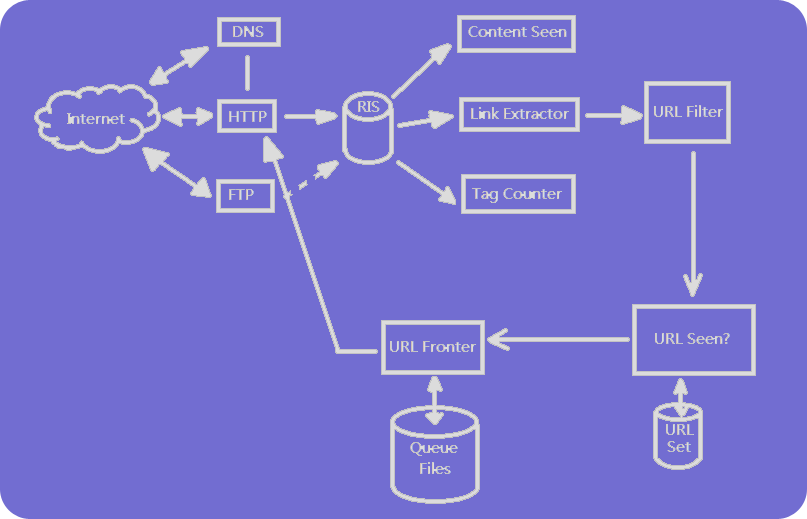 DNS
Content Seen
Internet
HTTP
RIS
Link Extractor
URL Filter
FTP
Tag Counter
URL Fronter
URL Seen?
Queue
Files
URL
Set